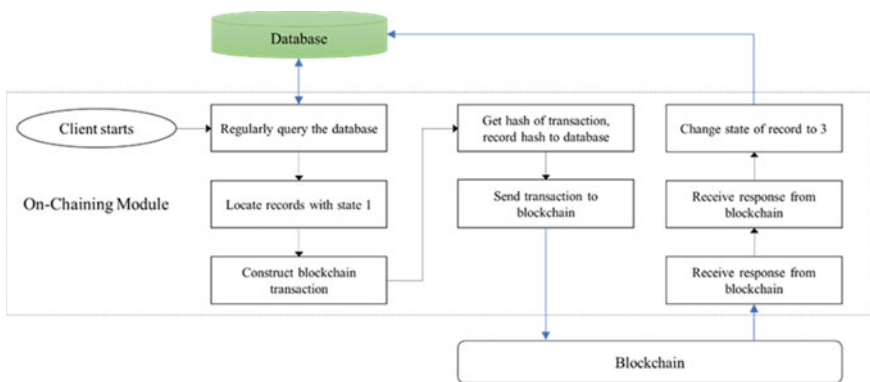 Database
Client starts
Regularly query the database
Get hash of transaction,
record hash to database
Change state of record to 3
On-Chaining Module
Locate records with state 1
Send transaction to
blockchain
Receive response from
blockchain
Construct blockchain
transaction
Receive response from
blockchain
Blockchain